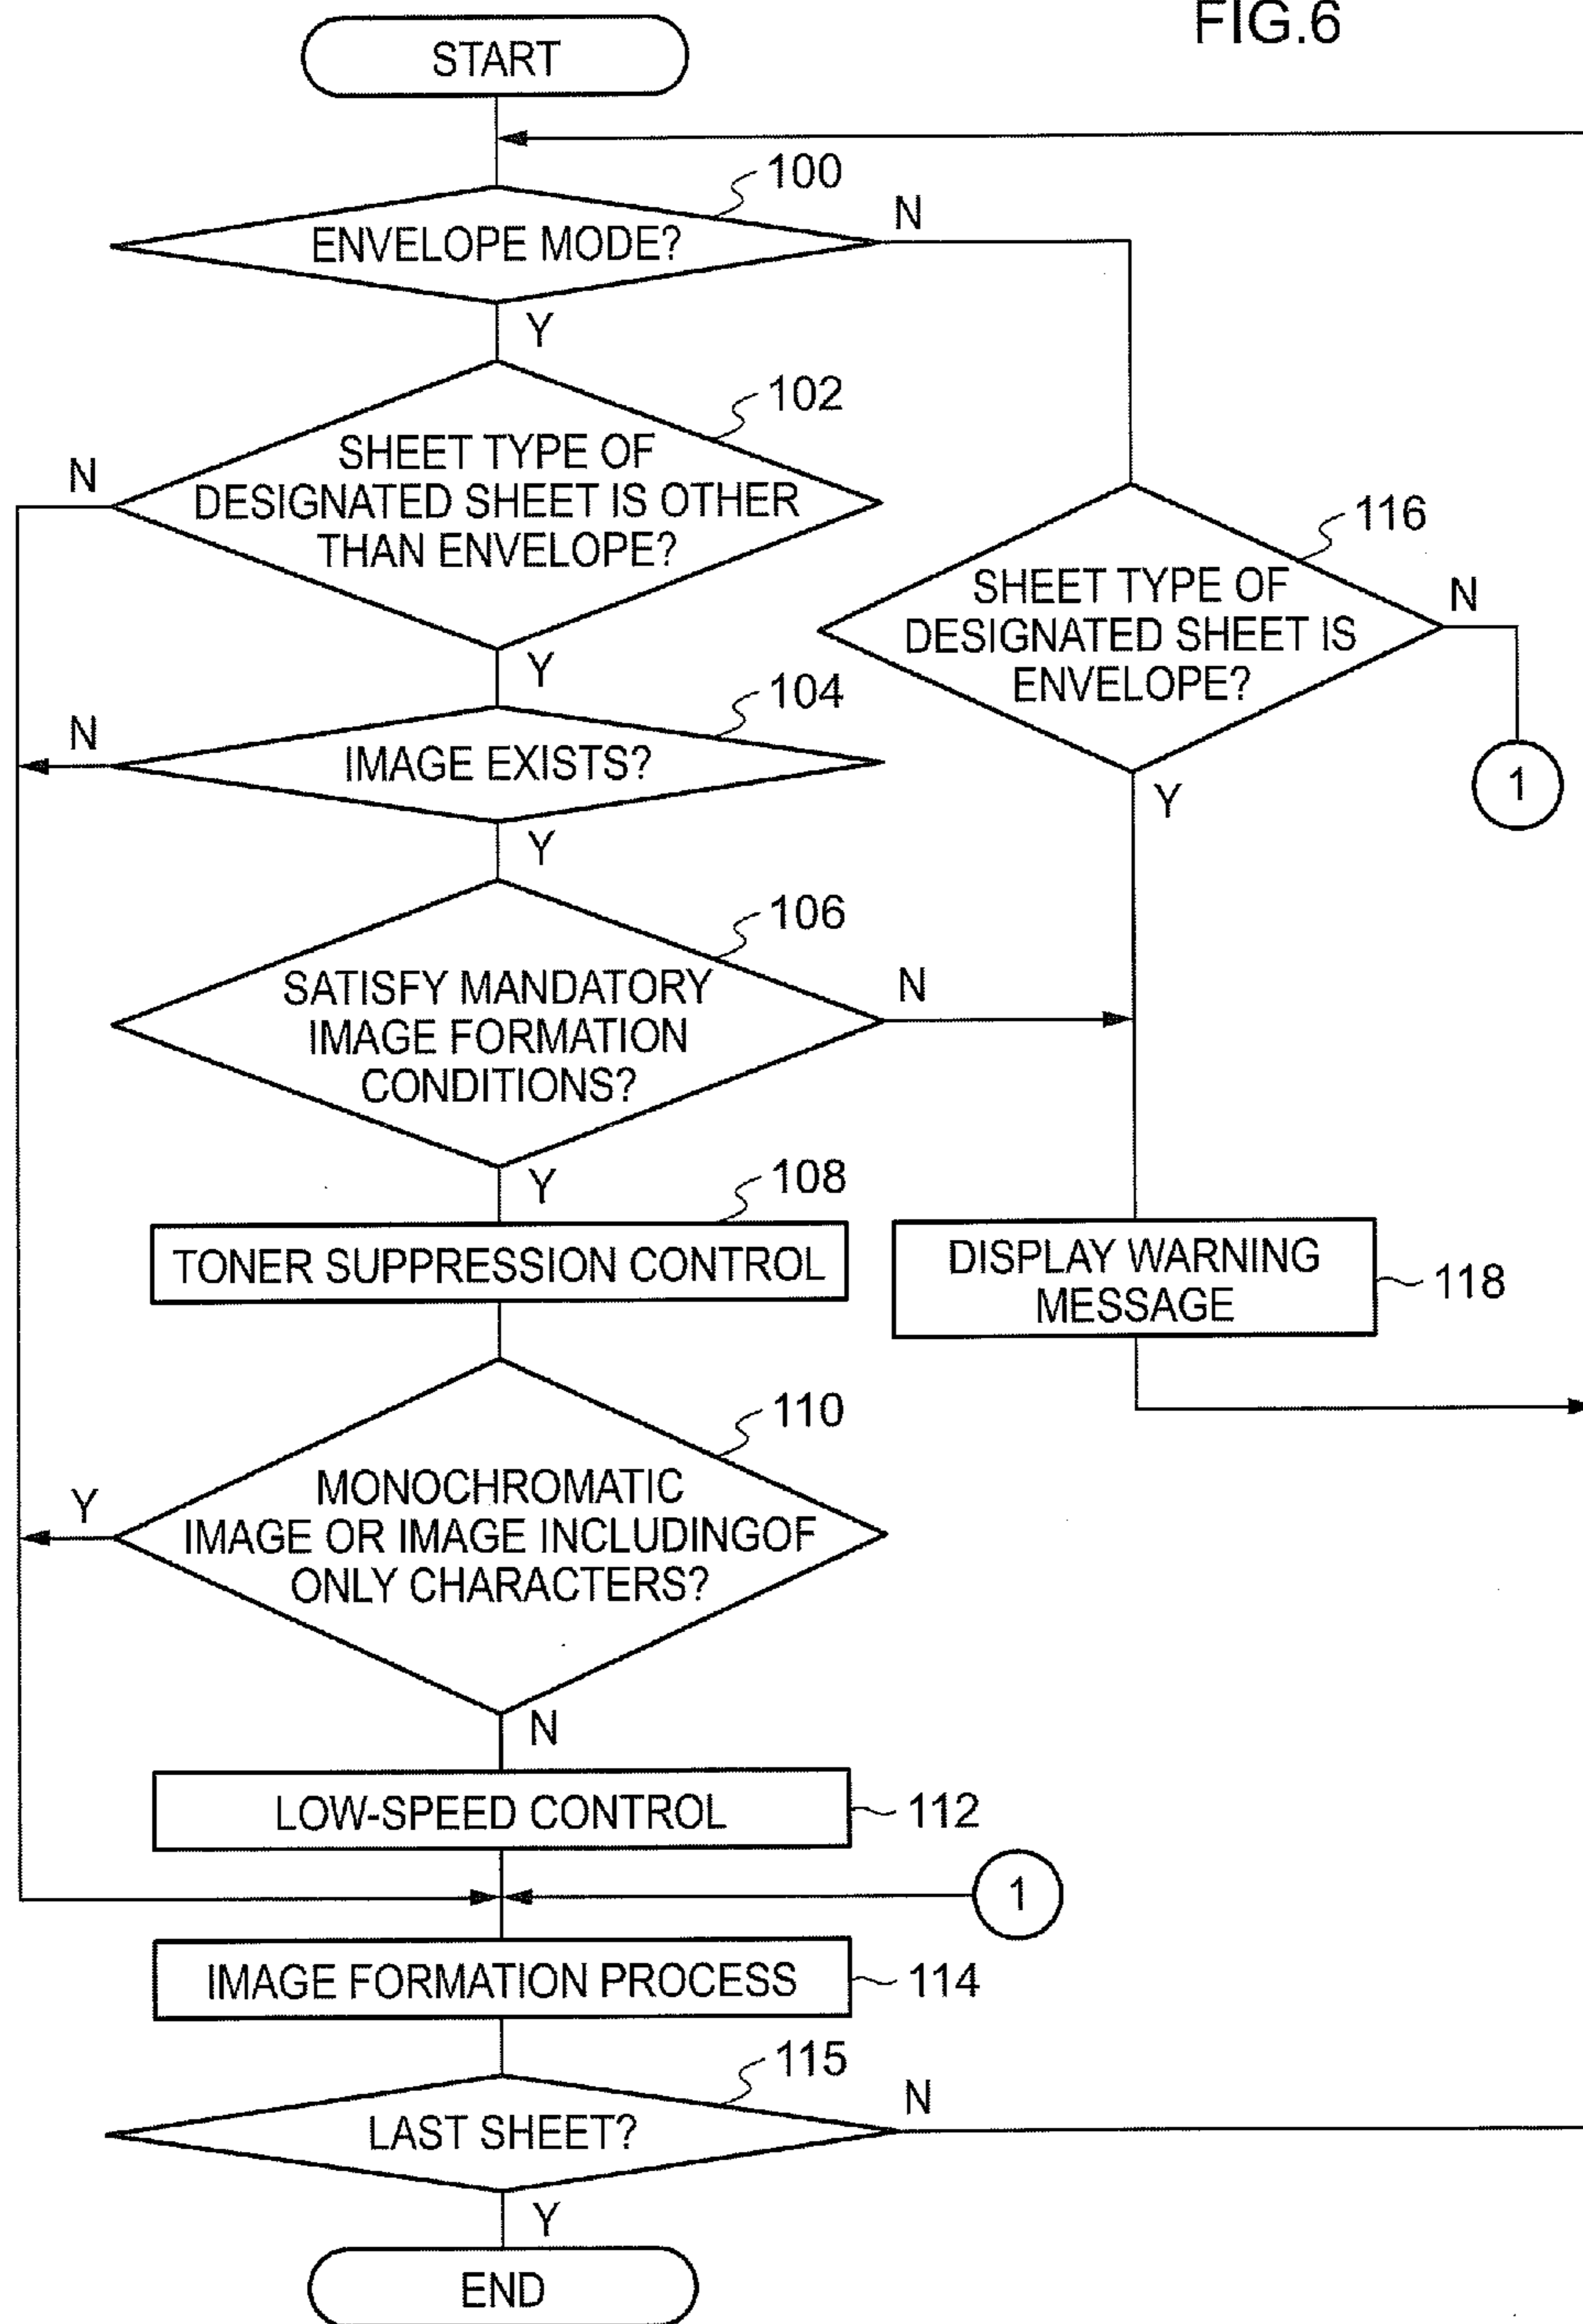 FIG.6
START
100
ENVELOPE MODE?
N
Y
102
SHEET TYPE OF
DESIGNATED SHEET IS OTHER
THAN ENVELOPE?
N
Y
116
SHEET TYPE OF
DESIGNATED SHEET IS
ENVELOPE?
N
1
Y
104
IMAGE EXISTS?
N
Y
106
SATISFY MANDATORY
IMAGE FORMATION
CONDITIONS?
N
Y
108
TONER SUPPRESSION CONTROL
DISPLAY WARNING
MESSAGE
118
110
MONOCHROMATIC
IMAGE OR IMAGE INCLUDINGOF
ONLY CHARACTERS?
Y
N
LOW-SPEED CONTROL
112
1
IMAGE FORMATION PROCESS
114
115
LAST SHEET?
N
Y
END